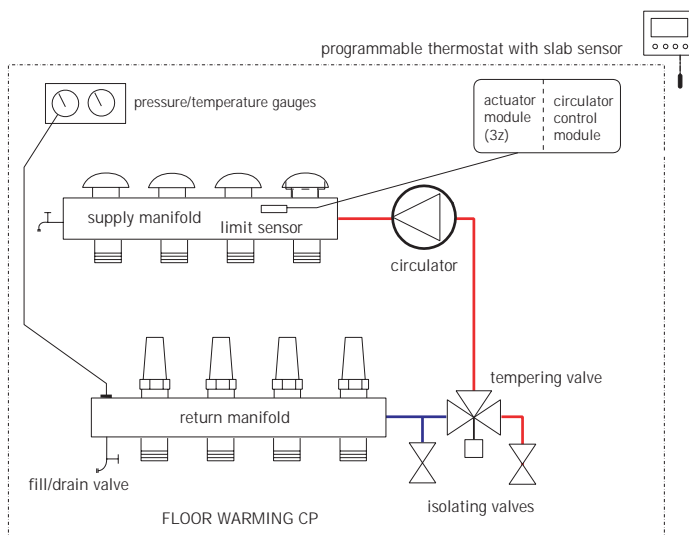 programmable thermostat with slab sensor
pressure/temperature gauges
actuator
module
(3z)
circulator
control
module
supply manifold
limit sensor
circulator
tempering valve
return manifold
fill/drain valve
isolating valves
FLOOR WARMING CP